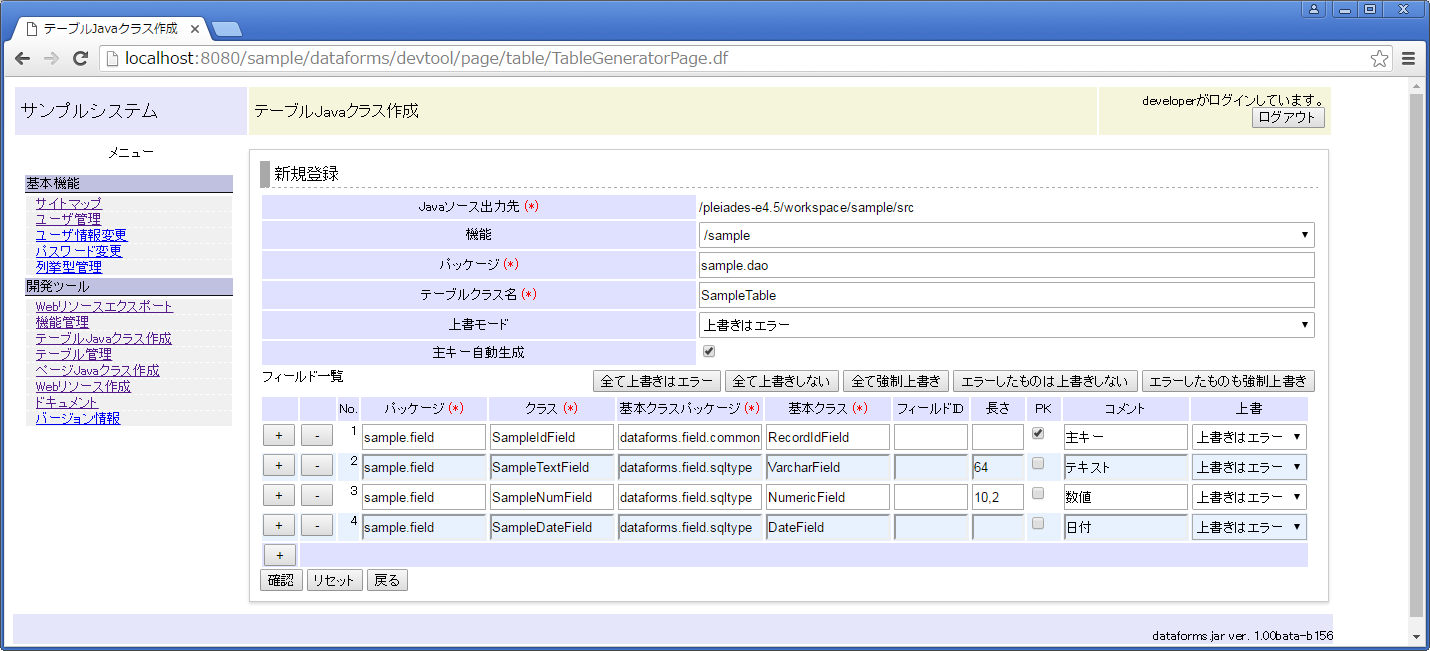 テーブルJavaクラス作成
localhost:8080/sample/dataforms/devtool/page/table/TableGeneratorPage.df
サンプルシステム
テーブルJavaクラス作成
developerがログインしています。
ログアウト
メニュー
基本機能
サイトマップ
ユーザ管理
ユーザ情報変更
パスワード変更
列挙型管理
開発ツール
Webリソースエクスポート
機能管理
テーブルJavaクラス作成
テーブル管理
ページJavaクラス作成
Webリソース作成
ドキュメント
バージョン情報
新規登録
Javaソース出力先 (*) /pleiades-e4.5/workspace/sample/src
機能 /sample
パッケージ (*) sample.dao
テーブルクラス名 (*) SampleTable
上書モード 上書きはエラー
主キー自動生成
フィールド一覧 全て上書きはエラー 全て上書きしない 全て強制上書き エラーしたものは上書きしない エラーしたものも強制上書き
No. パッケージ (*) クラス (*) 基本クラスパッケージ (*) 基本クラス (*) フィールドID 長さ PK コメント 上書
+ - 1 sample.field SampleIdField dataforms.field.common RecordIdField 主キー 上書きはエラー
+ - 2 sample.field SampleTextField dataforms.field.sqltype VarcharField 64 テキスト 上書きはエラー
+ - 3 sample.field SampleNumField dataforms.field.sqltype NumericField 10,2 数値 上書きはエラー
+ - 4 sample.field SampleDateField dataforms.field.sqltype DateField 日付 上書きはエラー
+
確認 リセット 戻る
dataforms.jar ver. 1.00bata-b156